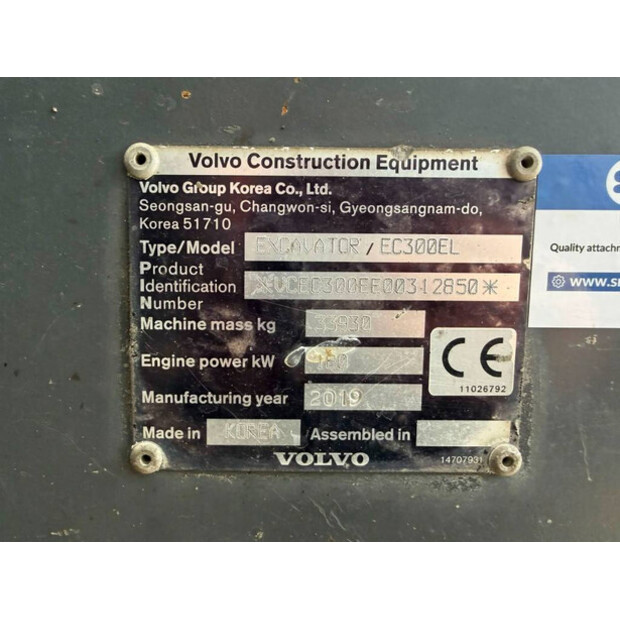 Volvo Construction Equipment
Volvo Group Korea Co., Ltd.
Seongsan-gu, Changwon-si, Gyeongsangnam-do,
Korea 51710
Type/Model EXCAVATOR / EC300EL
Product
Identification *VCEC300EE00312850*
Number
Machine mass kg
Engine power kW
Manufacturing year 2019
CE
11026792
Made in KOREA Assembled in
VOLVO
14707931
Quality attachm
www.s